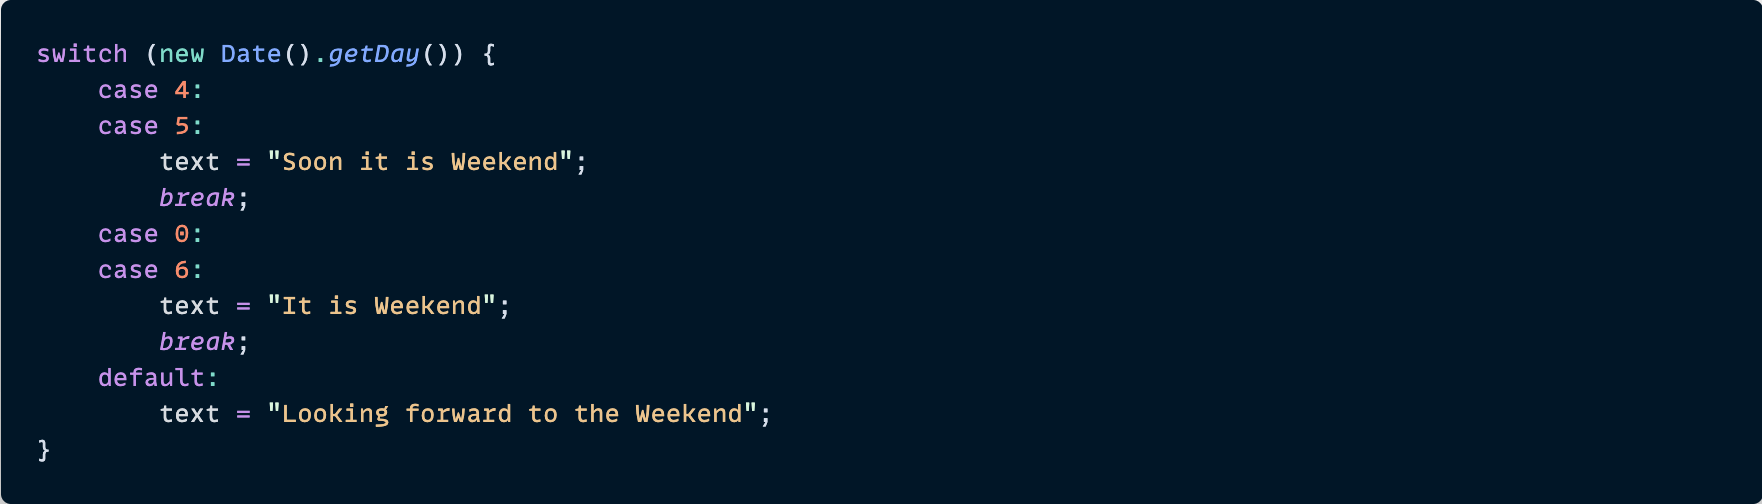 switch (new Date().getDay()) {
    case 4:
    case 5:
        text = "Soon it is Weekend";
        break;
    case 0:
    case 6:
        text = "It is Weekend";
        break;
    default:
        text = "Looking forward to the Weekend";
}